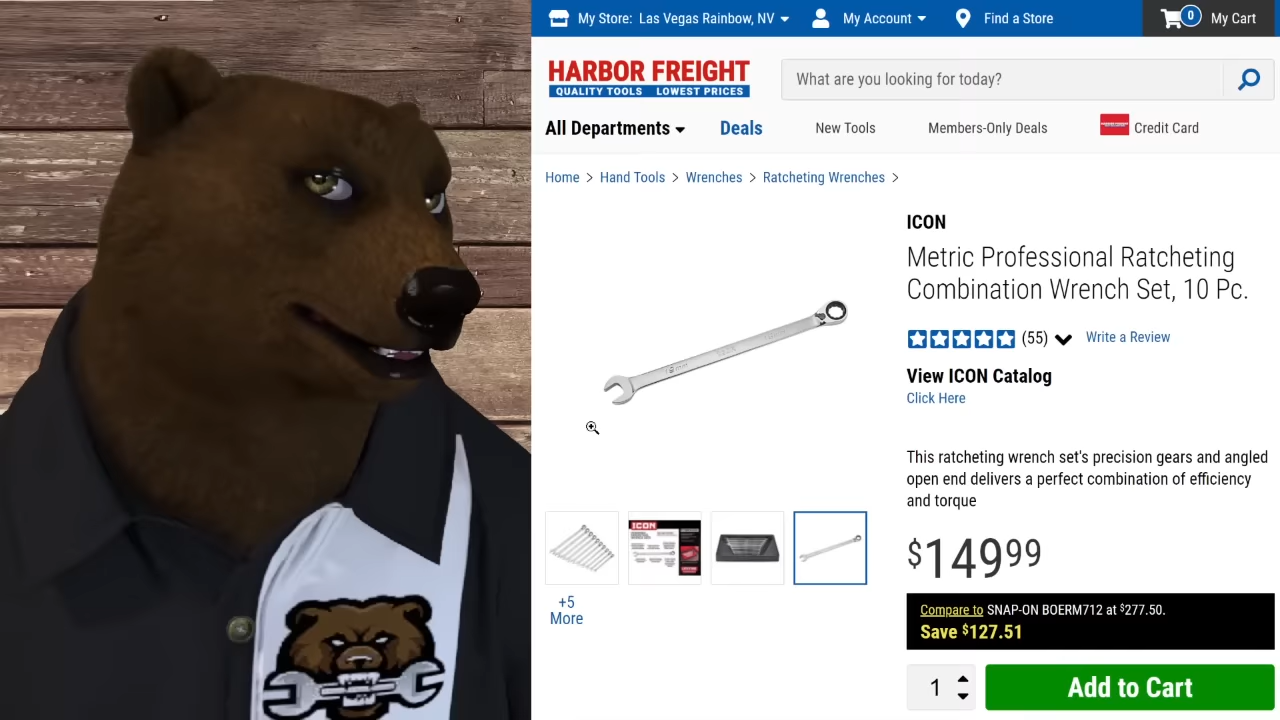 My Store: Las Vegas Rainbow, NV
My Account
Find a Store
0
My Cart
HARBOR FREIGHT
QUALITY TOOLS LOWEST PRICES
What are you looking for today?
All Departments
Deals
New Tools
Members-Only Deals
Credit Card
Home > Hand Tools > Wrenches > Ratcheting Wrenches >
ICON
Metric Professional Ratcheting
Combination Wrench Set, 10 Pc.
(55)
Write a Review
View ICON Catalog
Click Here
This ratcheting wrench set's precision gears and angled
open end delivers a perfect combination of efficiency
and torque
$149.99
Compare to SNAP-ON BOERM712 at $277.50.
Save $127.51
1
Add to Cart
ICON
+5
More